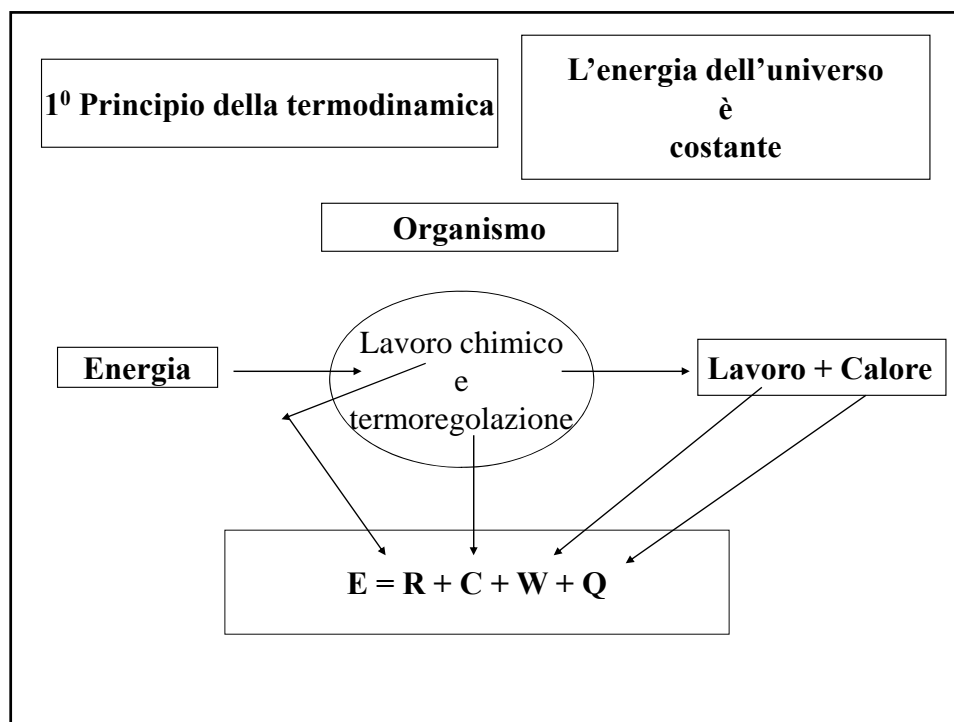 1⁰ Principio della termodinamica
L’energia dell’universo
è
costante
Organismo
Energia
Lavoro chimico
e
termoregolazione
Lavoro + Calore
E = R + C + W + Q